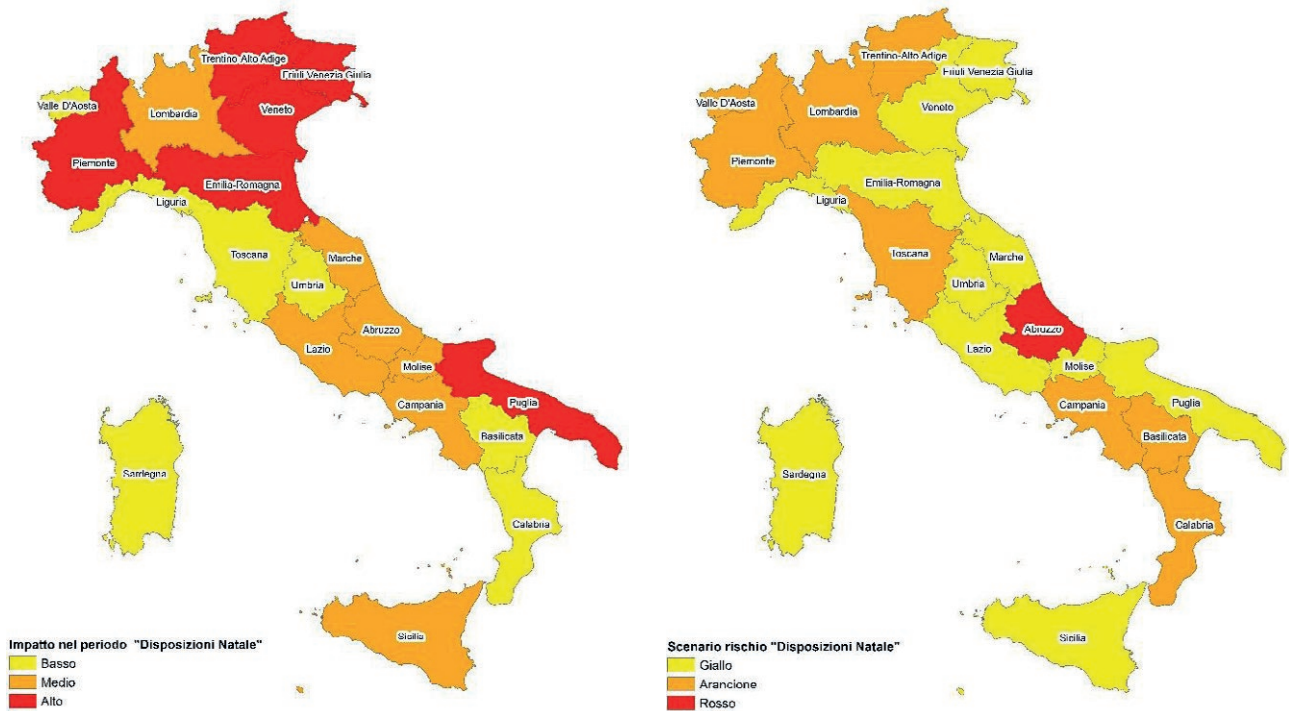 Trentino-Alto Adige
Friuli Venezia Giulia
Valle D'Aosta
Lombardia
Veneto
Piemonte
Emilia-Romagna
Liguria
Toscana
Marche
Umbria
Abruzzo
Lazio
Molise
Campania
Puglia
Basilicata
Sardegna
Calabria
Sicilia
Impatto nel periodo "Disposizioni Natale"
Basso
Medio
Alto
Trentino-Alto Adige
Friuli Venezia Giulia
Valle D'Aosta
Lombardia
Veneto
Piemonte
Emilia-Romagna
Liguria
Toscana
Marche
Umbria
Abruzzo
Lazio
Molise
Campania
Puglia
Basilicata
Sardegna
Calabria
Sicilia
Scenario rischio "Disposizioni Natale"
Giallo
Arancione
Rosso